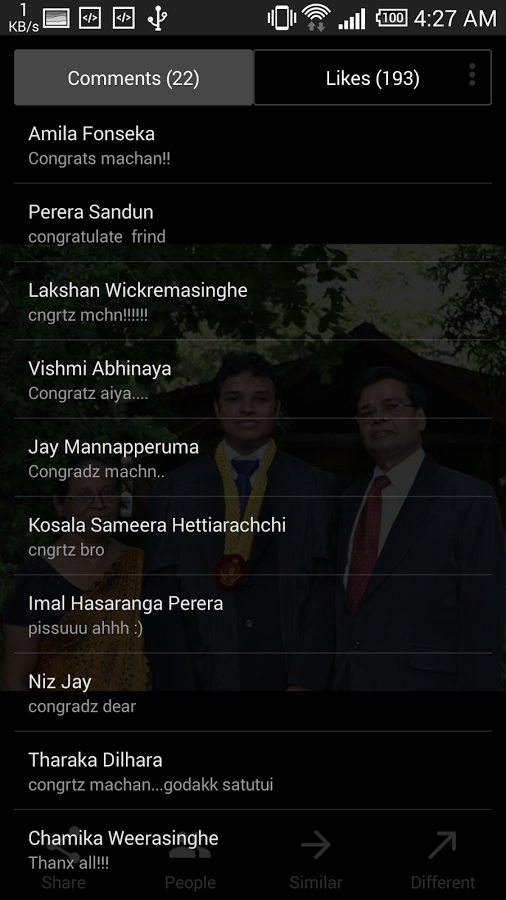 1
KB/s
100
4:27 AM
Comments (22)
Likes (193)
Amila Fonseka
Congrats machan!!
Perera Sandun
congratulate  frind
Lakshan Wickremasinghe
cngrtz mchn!!!!!!
Vishmi Abhinaya
Congratz aiya....
Jay Mannapperuma
Congradz machn..
Kosala Sameera Hettiarachchi
cngrtz bro
Imal Hasaranga Perera
pissuuu ahhh :)
Niz Jay
congradz dear
Tharaka Dilhara
congrtz machan...godakk satutui
Chamika Weerasinghe
Thanx all!!!
Share
People
Similar
Different